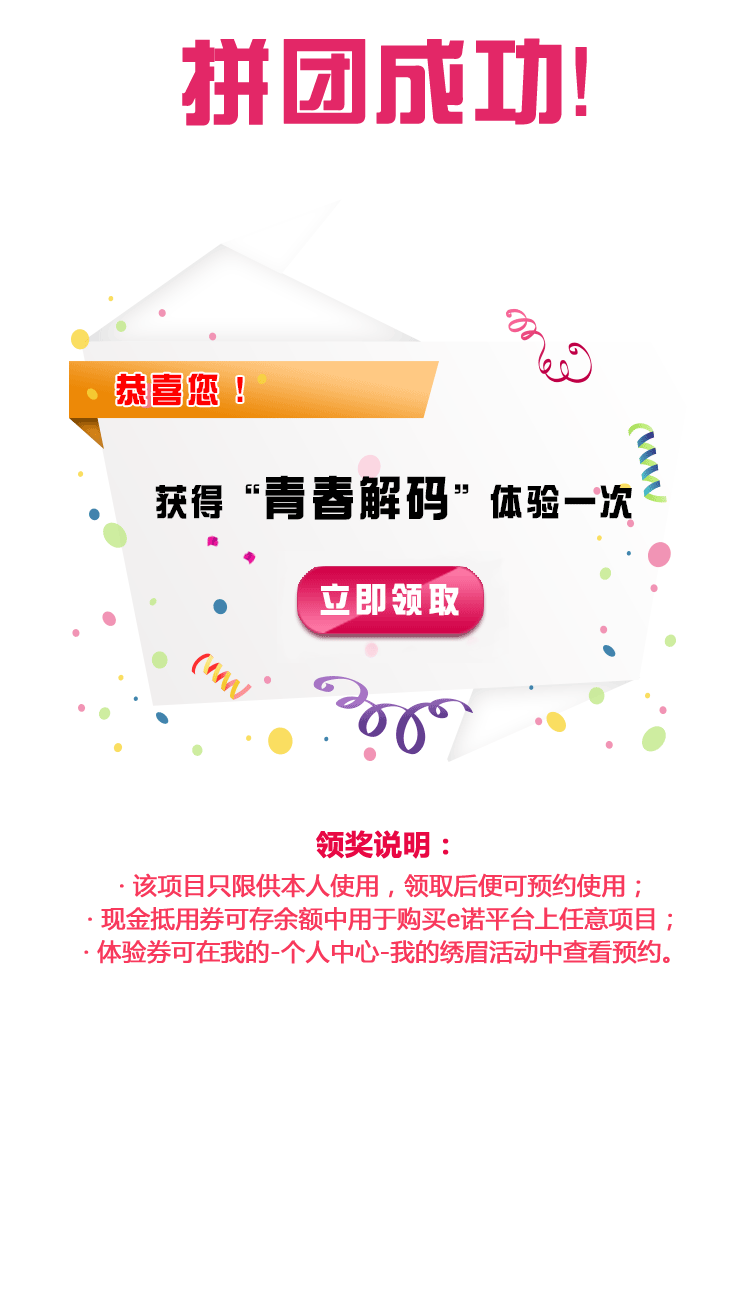 拼团成功!
恭喜您！
获得“青春解码”体验一次
立即领取
领奖说明：
·该项目只限供本人使用，领取后便可预约使用；
·现金抵用券可存余额中用于购买e诺平台上任意项目；
·体验券可在我的-个人中心-我的绣眉活动中查看预约。